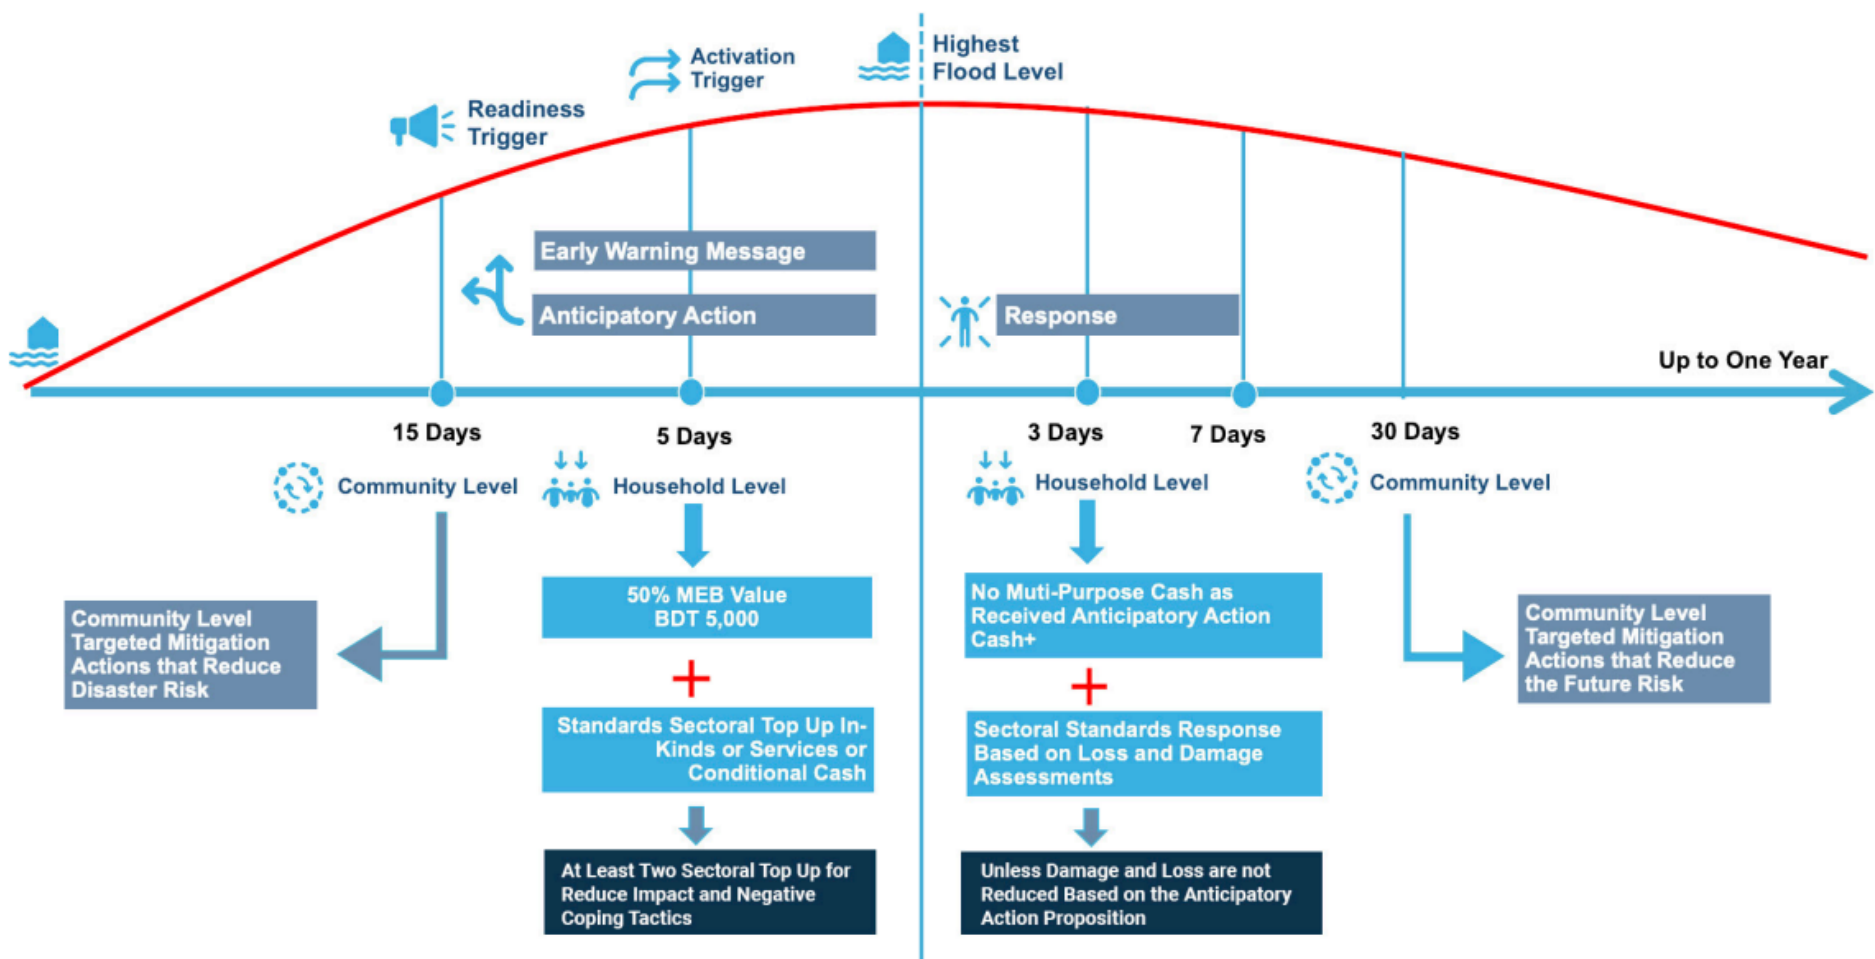 Highest
Flood Level
Activation
Trigger
Readiness
Trigger
Early Warning Message
Anticipatory Action
Response
Up to One Year
15 Days
5 Days
3 Days
7 Days
30 Days
Community Level
Household Level
Household Level
Community Level
Community Level
Targeted Mitigation
Actions that Reduce
Disaster Risk
50% MEB Value
BDT 5,000
+
Standards Sectoral Top Up In-
Kinds or Services or
Conditional Cash
At Least Two Sectoral Top Up for
Reduce Impact and Negative
Coping Tactics
No Muti-Purpose Cash as
Received Anticipatory Action
Cash+
+
Sectoral Standards Response
Based on Loss and Damage
Assessments
Unless Damage and Loss are not
Reduced Based on the Anticipatory
Action Proposition
Community Level
Targeted Mitigation
Actions that Reduce
the Future Risk